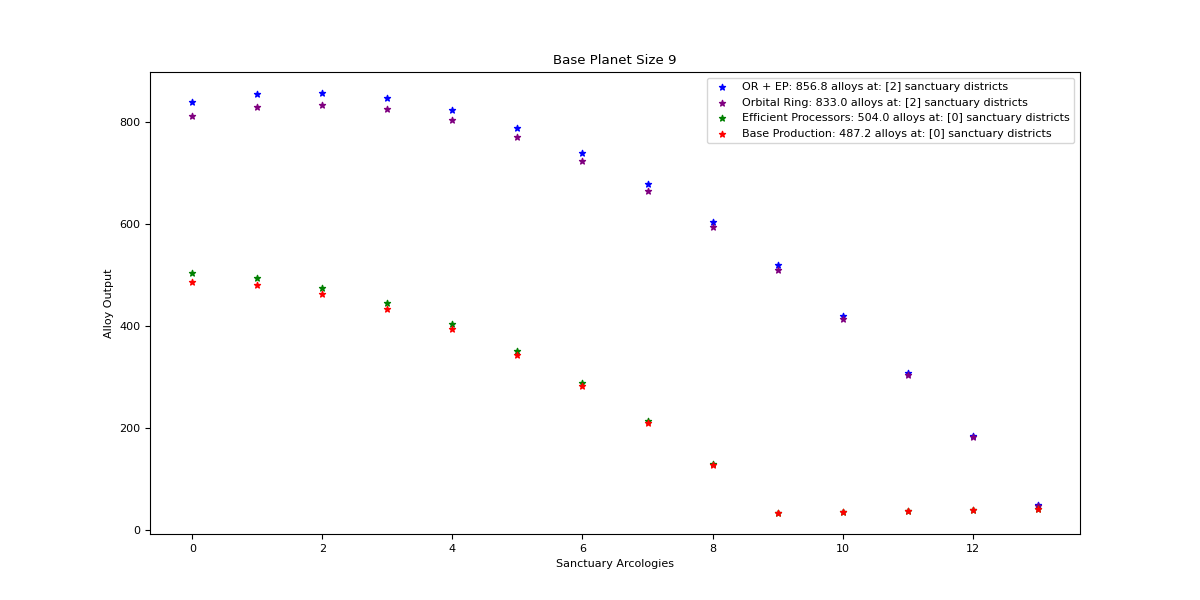 Base Planet Size 9
OR + EP: 856.8 alloys at: [2] sanctuary districts
Orbital Ring: 833.0 alloys at: [2] sanctuary districts
Efficient Processors: 504.0 alloys at: [0] sanctuary districts
Base Production: 487.2 alloys at: [0] sanctuary districts
Alloy Output
800
600
400
200
0
0 2 4 6 8 10 12
Sanctuary Arcologies